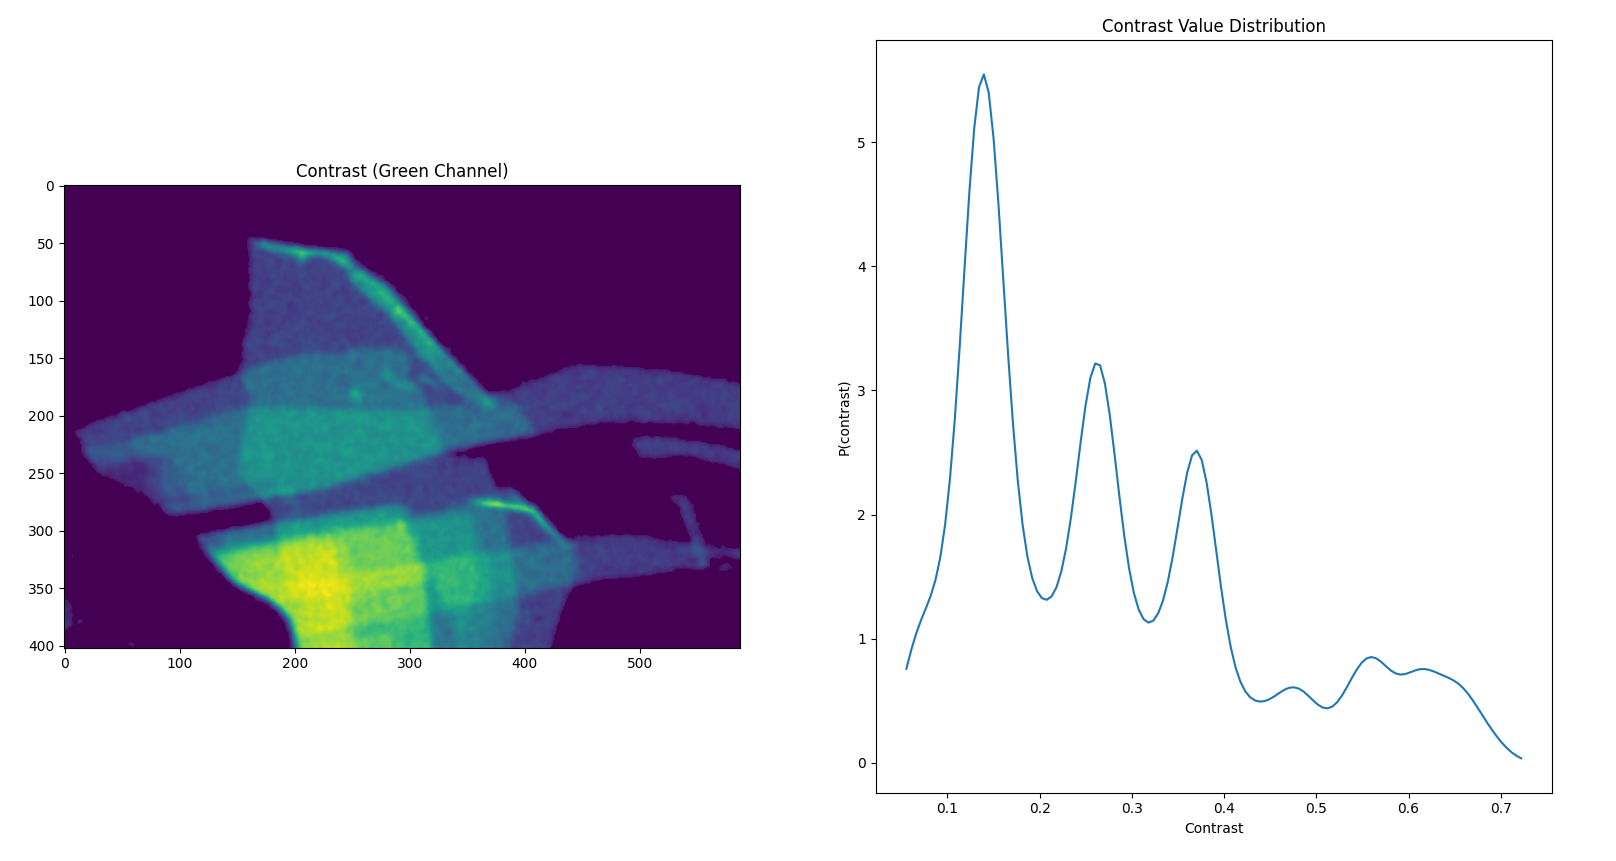 Contrast (Green Channel)
0
50
100
150
200
250
300
350
400
0 100 200 300 400 500
Contrast Value Distribution
P(contrast)
5
4
3
2
1
0
0.1 0.2 0.3 0.4 0.5 0.6 0.7
Contrast